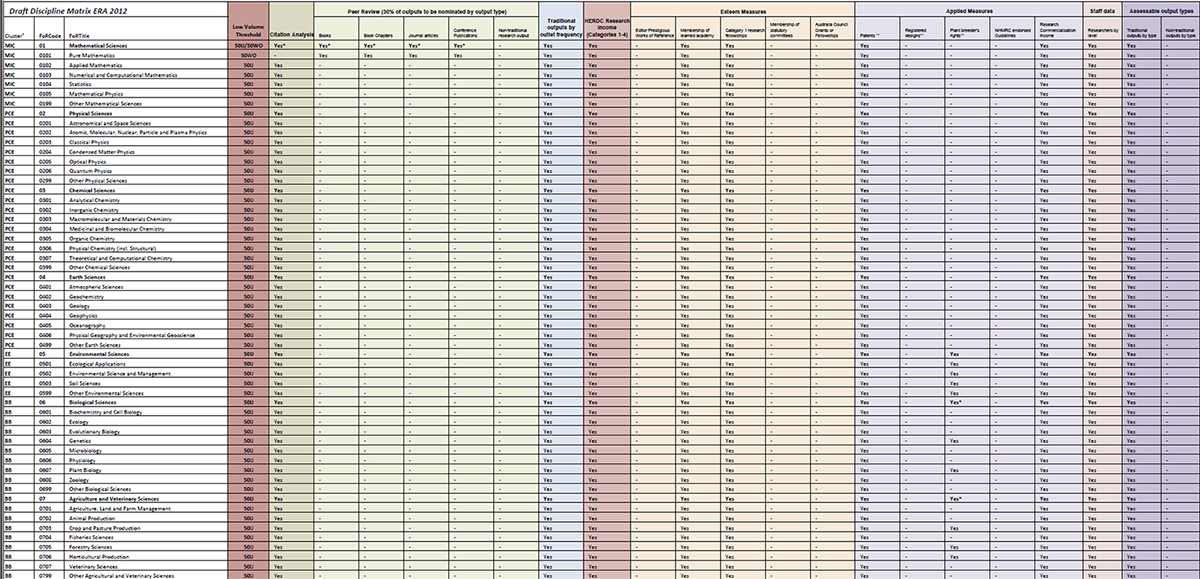 Draft Discipline Matrix ERA 2012
Peer Review (30% of outputs to be nominated by output type)
Esteem Measures
Applied Measures
Staff data
Assessable output types
Cluster FoRCode FoRTitle Low Volume Threshold Citation Analysis Books Book Chapters Journal articles Conference Publications Non-traditional research output Traditional outputs by outlet frequency HERDC Research Income (Categories 1-4) Editor Prestigious Works of Reference Membership of learned academy Category 1 research fellowships Membership of statutory committees Australia Council Grants or Fellowships Patents Registered designs Plant breeder's rights NHMRC endorsed Guidelines Research Commercialisation income Researchers by level Traditional outputs by type Non-traditional outputs by type
MIC 01 Mathematical Sciences 50U/50WO Yes* Yes* Yes* Yes* Yes* - Yes Yes - Yes Yes - - Yes - - - Yes Yes Yes -
MIC 0101 Pure Mathematics 50WO - Yes Yes Yes Yes - Yes Yes - Yes Yes - - Yes - - - Yes Yes Yes -
MIC 0102 Applied Mathematics 50U Yes - - - - - Yes Yes - Yes Yes - - Yes - - - Yes Yes Yes -
MIC 0103 Numerical and Computational Mathematics 50U Yes - - - - - Yes Yes - Yes Yes - - Yes - - - Yes Yes Yes -
MIC 0104 Statistics 50U Yes - - - - - Yes Yes - Yes Yes - - Yes - - - Yes Yes Yes -
MIC 0105 Mathematical Physics 50U Yes - - - - - Yes Yes - Yes Yes - - Yes - - - Yes Yes Yes -
MIC 0199 Other Mathematical Sciences 50U Yes - - - - - Yes Yes - Yes Yes - - Yes - - - Yes Yes Yes -
PCE 02 Physical Sciences 50U Yes - - - - - Yes Yes - Yes Yes - - Yes - - - Yes Yes Yes -
PCE 0201 Astronomical and Space Sciences 50U Yes - - - - - Yes Yes - Yes Yes - - Yes - - - Yes Yes Yes -
PCE 0202 Atomic, Molecular, Nuclear, Particle and Plasma Physics 50U Yes - - - - - Yes Yes - Yes Yes - - Yes - - - Yes Yes Yes -
PCE 0203 Classical Physics 50U Yes - - - - - Yes Yes - Yes Yes - - Yes - - - Yes Yes Yes -
PCE 0204 Condensed Matter Physics 50U Yes - - - - - Yes Yes - Yes Yes - - Yes - - - Yes Yes Yes -
PCE 0205 Optical Physics 50U Yes - - - - - Yes Yes - Yes Yes - - Yes - - - Yes Yes Yes -
PCE 0206 Quantum Physics 50U Yes - - - - - Yes Yes - Yes Yes - - Yes - - - Yes Yes Yes -
PCE 0299 Other Physical Sciences 50U Yes - - - - - Yes Yes - Yes Yes - - Yes - - - Yes Yes Yes -
PCE 03 Chemical Sciences 50U Yes - - - - - Yes Yes - Yes Yes - - Yes - - - Yes Yes Yes -
PCE 0301 Analytical Chemistry 50U Yes - - - - - Yes Yes - Yes Yes - - Yes - - - Yes Yes Yes -
PCE 0302 Inorganic Chemistry 50U Yes - - - - - Yes Yes - Yes Yes - - Yes - - - Yes Yes Yes -
PCE 0303 Macromolecular and Materials Chemistry 50U Yes - - - - - Yes Yes - Yes Yes - - Yes - - - Yes Yes Yes -
PCE 0304 Medicinal and Biomolecular Chemistry 50U Yes - - - - - Yes Yes - Yes Yes - - Yes - - - Yes Yes Yes -
PCE 0305 Organic Chemistry 50U Yes - - - - - Yes Yes - Yes Yes - - Yes - - - Yes Yes Yes -
PCE 0306 Physical Chemistry (incl. Structural) 50U Yes - - - - - Yes Yes - Yes Yes - - Yes - - - Yes Yes Yes -
PCE 0307 Theoretical and Computational Chemistry 50U Yes - - - - - Yes Yes - Yes Yes - - Yes - - - Yes Yes Yes -
PCE 0399 Other Chemical Sciences 50U Yes - - - - - Yes Yes - Yes Yes - - Yes - - - Yes Yes Yes -
PCE 04 Earth Sciences 50U Yes - - - - - Yes Yes - Yes Yes - - Yes - - - Yes Yes Yes -
PCE 0401 Atmospheric Sciences 50U Yes - - - - - Yes Yes - Yes Yes - - Yes - - - Yes Yes Yes -
PCE 0402 Geochemistry 50U Yes - - - - - Yes Yes - Yes Yes - - Yes - - - Yes Yes Yes -
PCE 0403 Geology 50U Yes - - - - - Yes Yes - Yes Yes - - Yes - - - Yes Yes Yes -
PCE 0404 Geophysics 50U Yes - - - - - Yes Yes - Yes Yes - - Yes - - - Yes Yes Yes -
PCE 0405 Oceanography 50U Yes - - - - - Yes Yes - Yes Yes - - Yes - - - Yes Yes Yes -
PCE 0406 Physical Geography and Environmental Geoscience 50U Yes - - - - - Yes Yes - Yes Yes - - Yes - - - Yes Yes Yes -
PCE 0499 Other Earth Sciences 50U Yes - - - - - Yes Yes - Yes Yes - - Yes - - - Yes Yes Yes -
EE 05 Environmental Sciences 50U Yes - - - - - Yes Yes - Yes Yes - - Yes - Yes - Yes Yes Yes -
EE 0501 Ecological Applications 50U Yes - - - - - Yes Yes - Yes Yes - - Yes - Yes - Yes Yes Yes -
EE 0502 Environmental Science and Management 50U Yes - - - - - Yes Yes - Yes Yes - - Yes - Yes - Yes Yes Yes -
EE 0503 Soil Sciences 50U Yes - - - - - Yes Yes - Yes Yes - - Yes - Yes - Yes Yes Yes -
EE 0599 Other Environmental Sciences 50U Yes - - - - - Yes Yes - Yes Yes - - Yes - Yes - Yes Yes Yes -
BB 06 Biological Sciences 50U Yes - - - - - Yes Yes - Yes Yes - - Yes - Yes* - Yes Yes Yes -
BB 0601 Biochemistry and Cell Biology 50U Yes - - - - - Yes Yes - Yes Yes - - Yes - - - Yes Yes Yes -
BB 0602 Ecology 50U Yes - - - - - Yes Yes - Yes Yes - - Yes - - - Yes Yes Yes -
BB 0603 Evolutionary Biology 50U Yes - - - - - Yes Yes - Yes Yes - - Yes - - - Yes Yes Yes -
BB 0604 Genetics 50U Yes - - - - - Yes Yes - Yes Yes - - Yes - Yes - Yes Yes Yes -
BB 0605 Microbiology 50U Yes - - - - - Yes Yes - Yes Yes - - Yes - - - Yes Yes Yes -
BB 0606 Physiology 50U Yes - - - - - Yes Yes - Yes Yes - - Yes - - - Yes Yes Yes -
BB 0607 Plant Biology 50U Yes - - - - - Yes Yes - Yes Yes - - Yes - Yes - Yes Yes Yes -
BB 0608 Zoology 50U Yes - - - - - Yes Yes - Yes Yes - - Yes - - - Yes Yes Yes -
BB 0699 Other Biological Sciences 50U Yes - - - - - Yes Yes - Yes Yes - - Yes - - - Yes Yes Yes -
BB 07 Agriculture and Veterinary Sciences 50U Yes - - - - - Yes Yes - Yes Yes - - Yes - Yes* - Yes Yes Yes -
BB 0701 Agriculture, Land and Farm Management 50U Yes - - - - - Yes Yes - Yes Yes - - Yes - - - Yes Yes Yes -
BB 0702 Animal Production 50U Yes - - - - - Yes Yes - Yes Yes - - Yes - - - Yes Yes Yes -
BB 0703 Crop and Pasture Production 50U Yes - - - - - Yes Yes - Yes Yes - - Yes - Yes - Yes Yes Yes -
BB 0704 Fisheries Sciences 50U Yes - - - - - Yes Yes - Yes Yes - - Yes - - - Yes Yes Yes -
BB 0705 Forestry Sciences 50U Yes - - - - - Yes Yes - Yes Yes - - Yes - Yes - Yes Yes Yes -
BB 0706 Horticultural Production 50U Yes - - - - - Yes Yes - Yes Yes - - Yes - Yes - Yes Yes Yes -
BB 0707 Veterinary Sciences 50U Yes - - - - - Yes Yes - Yes Yes - - Yes - - - Yes Yes Yes -
BB 0799 Other Agricultural and Veterinary Sciences 50U Yes - - - - - Yes Yes - Yes Yes - - Yes - - - Yes Yes Yes -